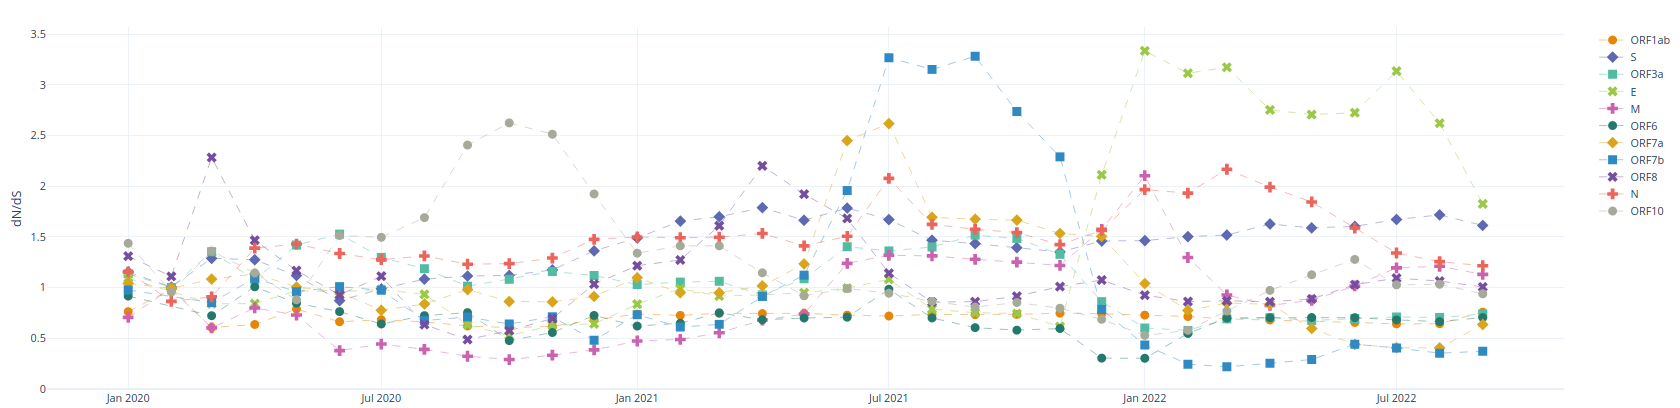 3.5
3
2.5
2
1.5
1
0.5
0
dN/dS
Jan 2020
Jul 2020
Jan 2021
Jul 2021
Jan 2022
Jul 2022
ORF1ab
S
ORF3a
E
M
ORF6
ORF7a
ORF7b
ORF8
N
ORF10